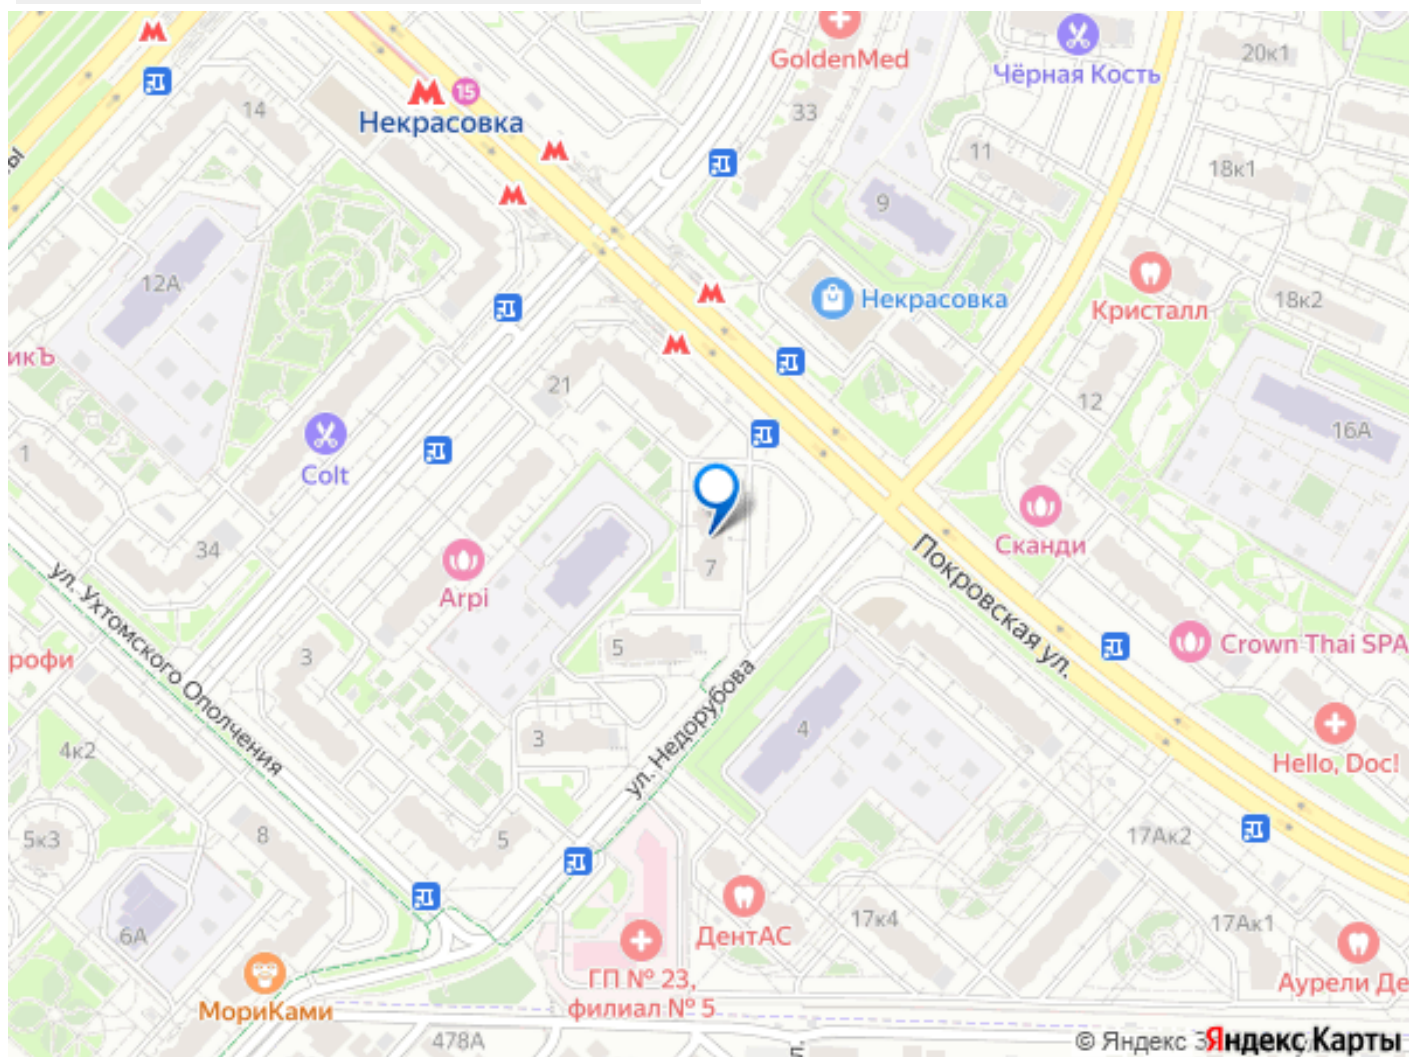 GoldenMed
Чёрная Кость
20к1
15
14
Некрасовка
33
11
18к1
9
12А
Некрасовка
Кристалл
18к2
икЪ
21
12
16А
1
Colt
34
Arpi
7
Сканди
Покровская ул.
ул. Ухтомского Ополчения
рофи
3
5
Crown Thai SPA
ул. Недорубова
4к2
3
4
Hello, Doc!
5к3
8
5
17Ак2
6А
ДентАС
17к4
17Ак1
ГП № 23,
филиал № 5
Аурели Де
МориКами
478А
© Яндекс
Яндекс Карты